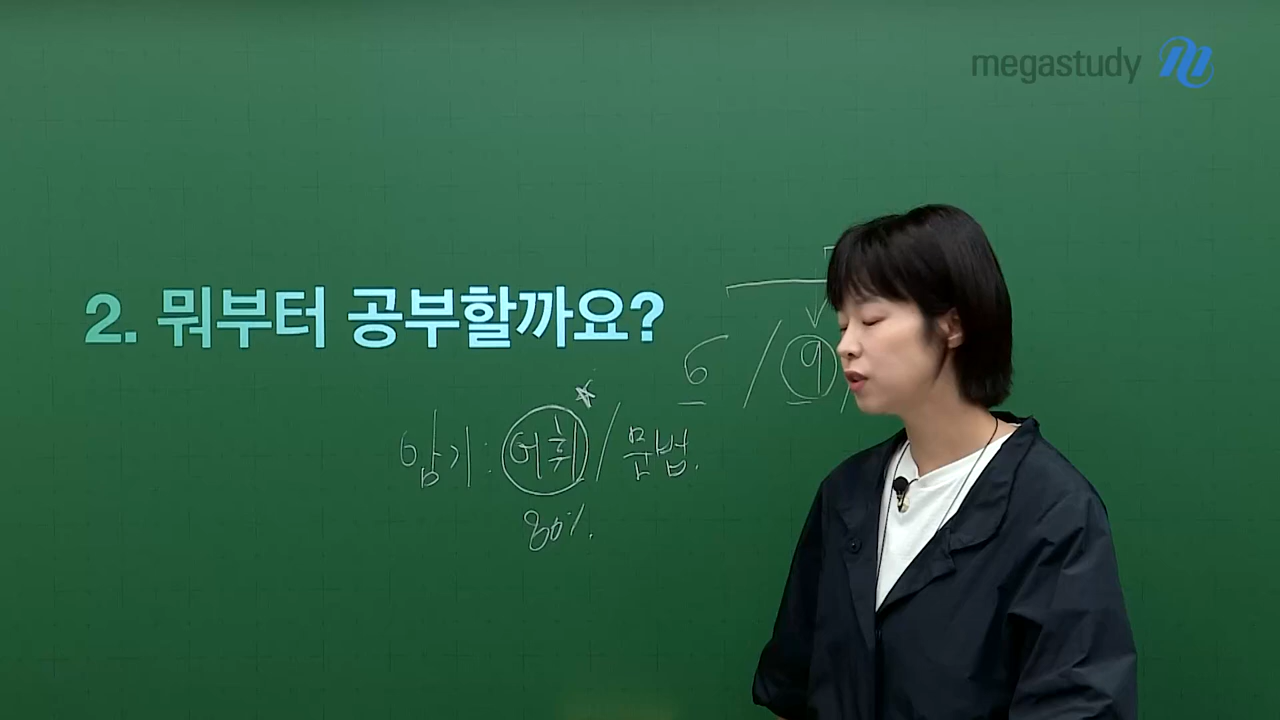 megastudy
2. 뭐부터 공부할까요?
6 / 9 /
암기 : 어휘 / 문법.
80%.